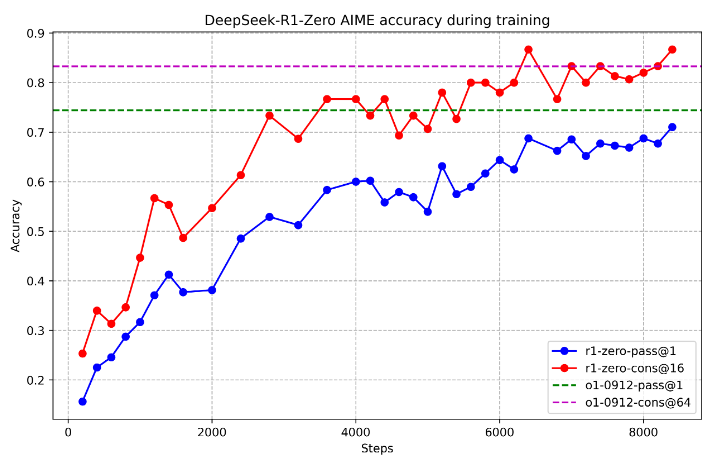 DeepSeek-R1-Zero AIME accuracy during training
0.9
0.8
0.7
0.6
0.5
0.4
0.3
0.2
Accuracy
r1-zero-pass@1
r1-zero-cons@16
o1-0912-pass@1
o1-0912-cons@64
0 2000 4000 6000 8000
Steps